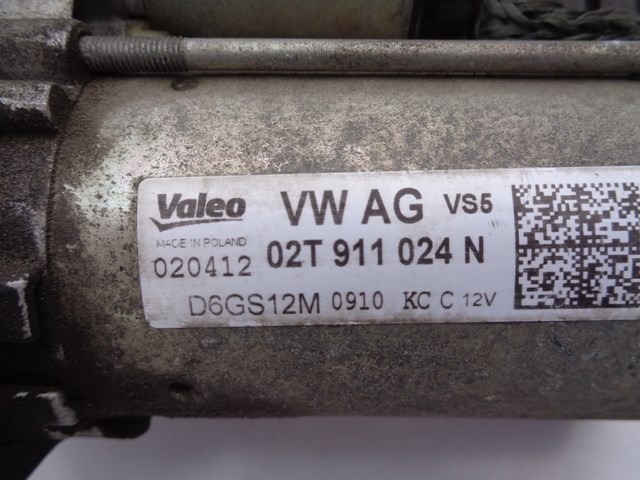 Valeo VW AG VS5
MADE IN POLAND
020412 02T 911 024 N
D6GS12M 0910 KC C 12V